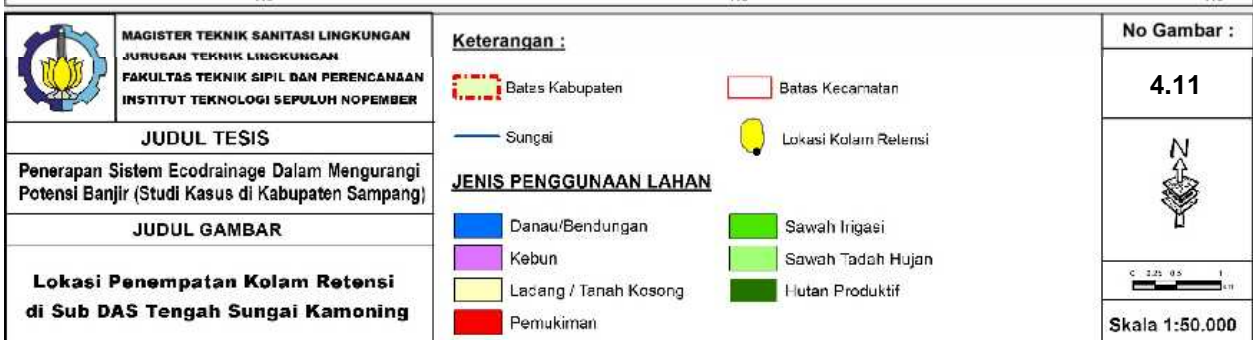 MAGISTER TEKNIK SANITASI LINGKUNGAN
JURUSAN TEKNIK LINGKUNGAN
FAKULTAS TEKNIK SIPIL DAN PERENCANAAN
INSTITUT TEKNOLOGI SEPULUH NOPEMBER
JUDUL TESIS
Penerapan Sistem Ecodrainage Dalam Mengurangi
Potensi Banjir (Studi Kasus di Kabupaten Sampang)
JUDUL GAMBAR
Lokasi Penempatan Kolam Retensi
di Sub DAS Tengah Sungai Kamoning
Keterangan :
Batas Kabupaten
Batas Kecamatan
Sungai
Lokasi Kolam Retensi
JENIS PENGGUNAAN LAHAN
Danau/Bendungan
Sawah Irigasi
Kebun
Sawah Tadah Hujan
Ladang / Tanah Kosong
Hutan Produktif
Pemukiman
No Gambar :
4.11
N
Skala 1:50.000